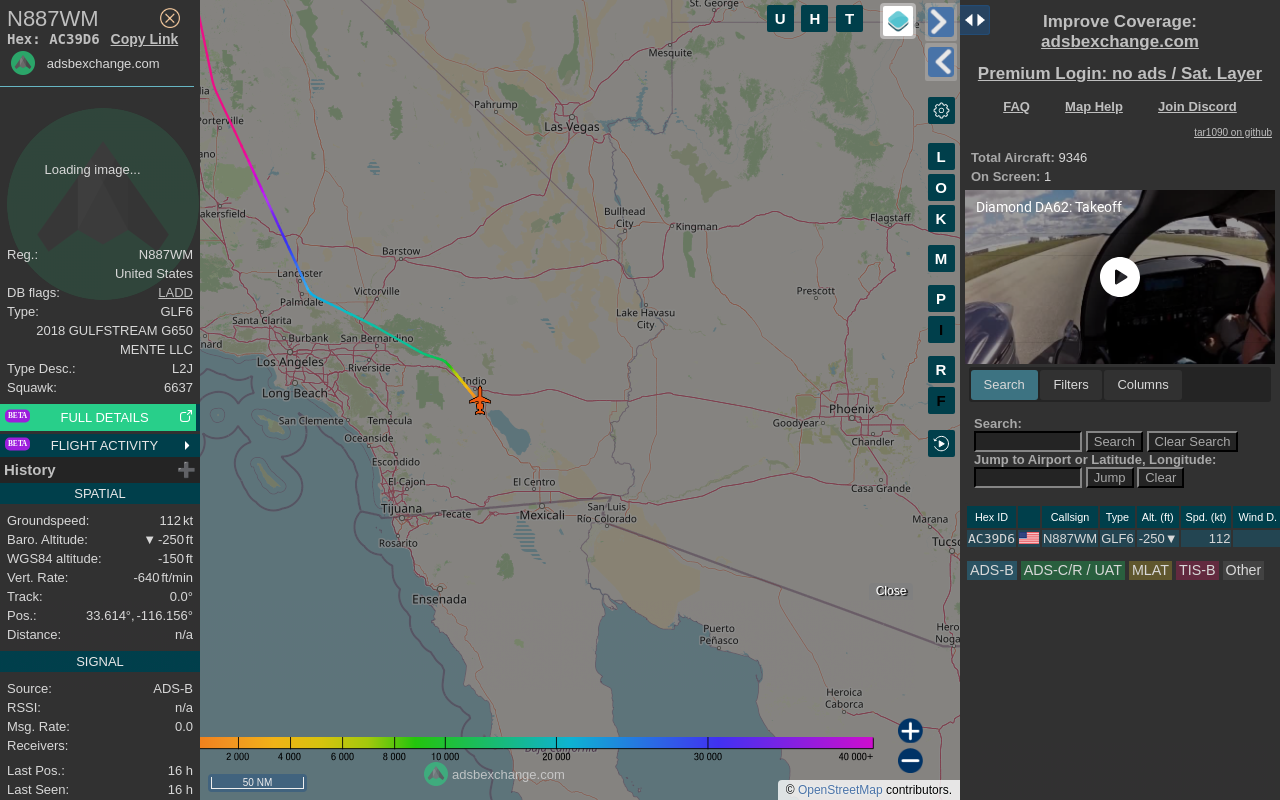 N887WM
Hex: AC39D6 Copy Link
adsbexchange.com
Loading image...
Reg.: N887WM
United States
DB flags: LADD
Type: GLF6
2018 GULFSTREAM G650
MENTE LLC
Type Desc.: L2J
Squawk: 6637
BETA FULL DETAILS
BETA FLIGHT ACTIVITY
History
SPATIAL
Groundspeed: 112 kt
Baro. Altitude: ▼ -250 ft
WGS84 altitude: -150 ft
Vert. Rate: -640 ft/min
Track: 0.0°
Pos.: 33.614°, -116.156°
Distance: n/a
SIGNAL
Source: ADS-B
RSSI: n/a
Msg. Rate: 0.0
Receivers:
Last Pos.: 16 h
Last Seen: 16 h
St. George
Mesquite
Pahrump
Las Vegas
lia
Porterville
ano
akersfield
Bullhead
City
Kingman
Flagstaff
Barstow
Lancaster
Palmdale
Victorville
Prescott
Santa Clarita
Lake Havasu
City
nard
Burbank
San Bernardino
Los Angeles
Riverside
Indio
Long Beach
Phoenix
San Clemente
Temecula
Goodyear
Oceanside
Chandler
Escondido
El Cajon
El Centro
Casa Grande
Tijuana
Tecate
Mexicali
San Luis
Río Colorado
Marana
Rosarito
Tucso
Ensenada
Close
Puerto
Peñasco
Hero
Noga
Heroica
Caborca
Baja California
2 000 4 000 6 000 8 000 10 000 20 000 30 000 40 000+
adsbexchange.com
50 NM
© OpenStreetMap contributors.
U H T
L
O
K
M
P
I
R
F
Improve Coverage:
adsbexchange.com
Premium Login: no ads / Sat. Layer
FAQ Map Help Join Discord
tar1090 on github
Total Aircraft: 9346
On Screen: 1
Diamond DA62: Takeoff
Search Filters Columns
Search:
Search Clear Search
Jump to Airport or Latitude, Longitude:
Jump Clear
Hex ID Callsign Type Alt. (ft) Spd. (kt) Wind D.
AC39D6 N887WM GLF6 -250▼ 112
ADS-B ADS-C/R / UAT MLAT TIS-B Other